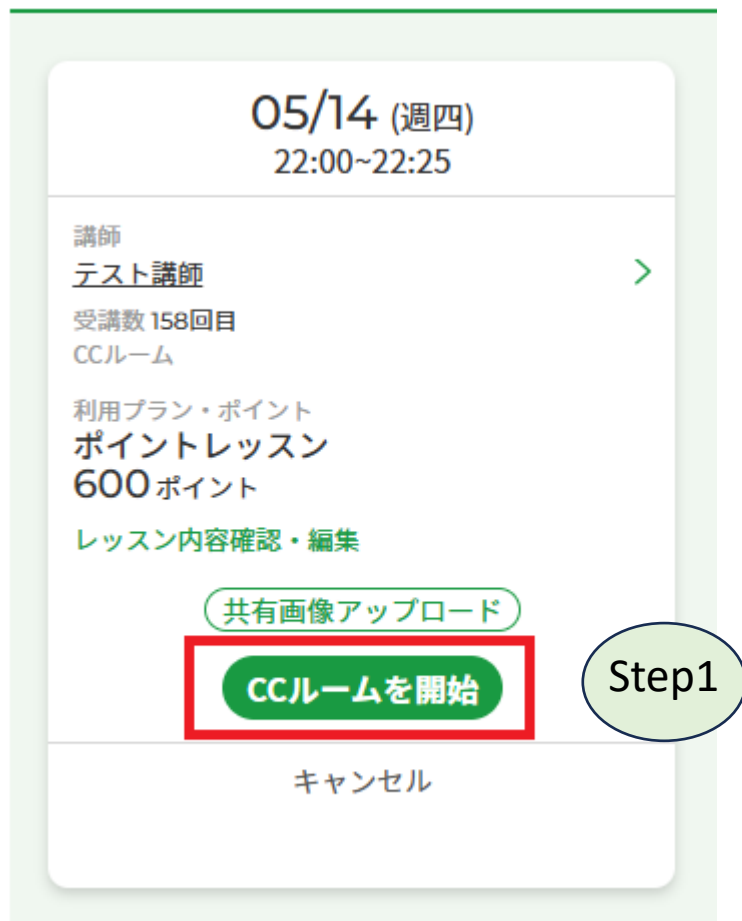 05/14 (週四)
22:00~22:25
講師
テスト講師
受講数 158回目
CCルーム
利用プラン・ポイント
ポイントレッスン
600 ポイント
レッスン内容確認・編集
共有画像アップロード
CCルームを開始
Step1
キャンセル